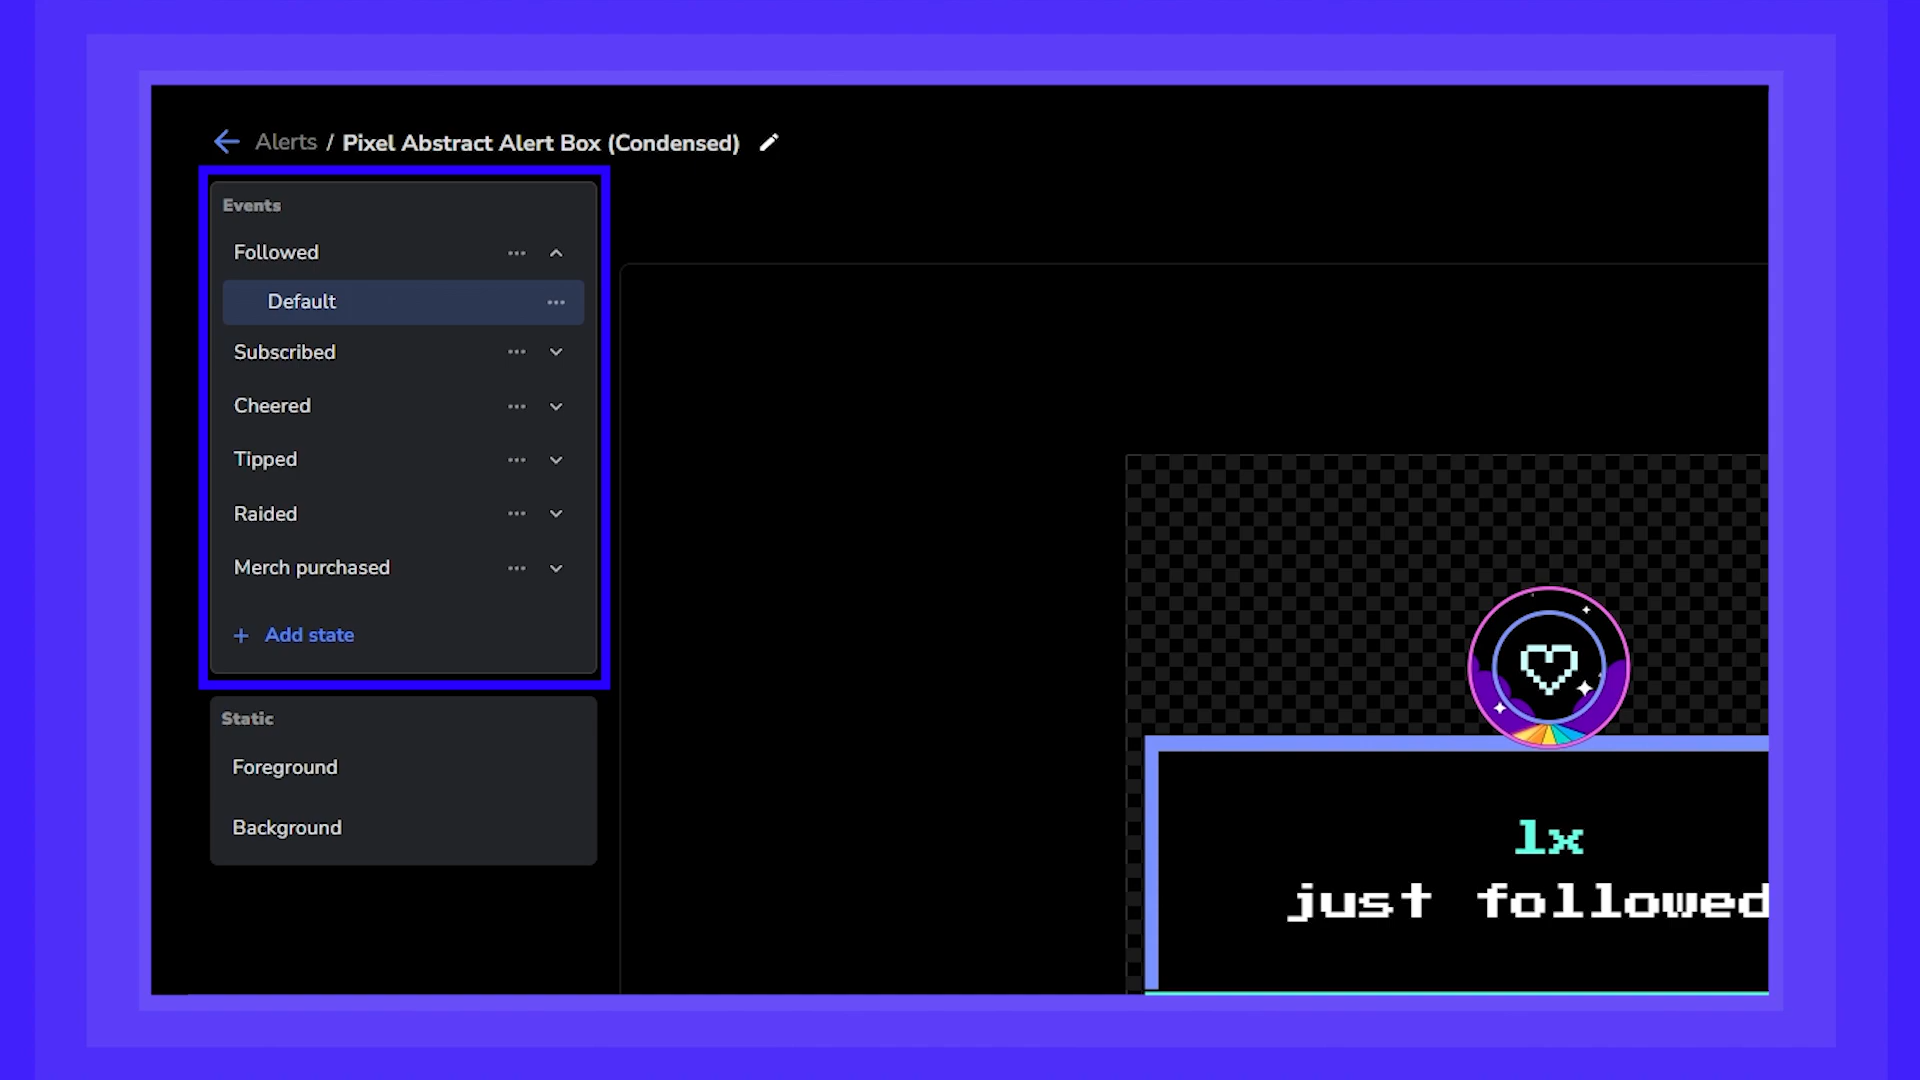 Alerts / Pixel Abstract Alert Box (Condensed)
Events
Followed
Default
Subscribed
Cheered
Tipped
Raided
Merch purchased
+ Add state
Static
Foreground
Background
1x
just followed